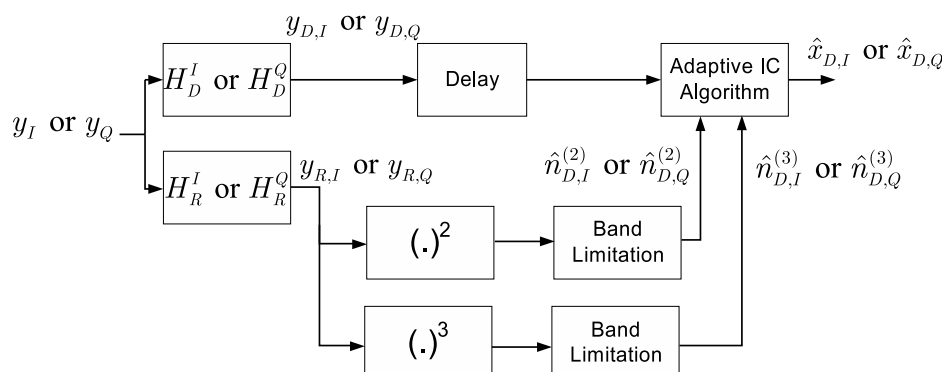 y_{D,I} or y_{D,Q}
x̂_{D,I} or x̂_{D,Q}
H_D^I or H_D^Q
Delay
Adaptive IC
Algorithm
y_I or y_Q
H_R^I or H_R^Q
y_{R,I} or y_{R,Q}
n̂_{D,I}^{(2)} or n̂_{D,Q}^{(2)}
n̂_{D,I}^{(3)} or n̂_{D,Q}^{(3)}
(.)^2
Band
Limitation
(.)^3
Band
Limitation